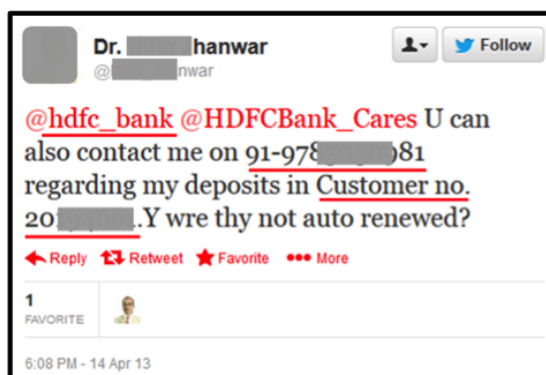 Dr. hanwar
Follow
@ nwar
@hdfc_bank @HDFCBank_Cares U can
also contact me on 91-978 81
regarding my deposits in Customer no.
20 .Y wre thy not auto renewed?
Reply Retweet Favorite More
1
FAVORITE
6:08 PM - 14 Apr 13